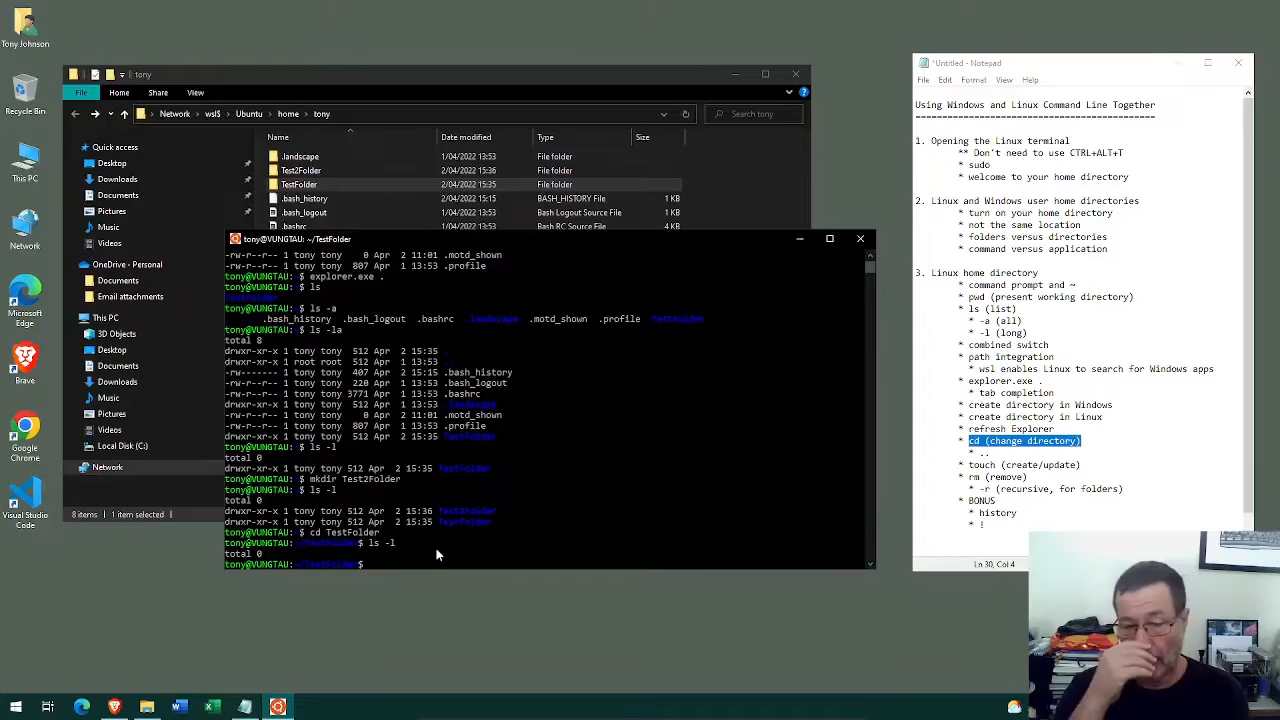 Tony Johnson
Recycle Bin
This PC
Network
Microsoft
Edge
Brave
Google
Chrome
Visual Studio
Code
tony
File
Home
Share
View
Network
wsl$
Ubuntu
home
tony
Search tony
Name
Date modified
Type
Size
Quick access
Desktop
Downloads
Documents
Pictures
Music
Videos
OneDrive - Personal
Documents
Email attachments
This PC
3D Objects
Desktop
Documents
Downloads
Music
Pictures
Videos
Local Disk (C:)
Network
.landscape 1/04/2022 13:53 File folder
Test2Folder 2/04/2022 15:36 File folder
TestFolder 2/04/2022 15:35 File folder
.bash_history 2/04/2022 15:15 BASH_HISTORY File 1 KB
.bash_logout 1/04/2022 13:53 Bash Logout Source File 1 KB
.bashrc 1/04/2022 13:53 Bash RC Source File 4 KB
8 items
1 item selected
tony@VUNGTAU: ~/TestFolder
-rw-r--r-- 1 tony tony 0 Apr 2 11:01 .motd_shown
-rw-r--r-- 1 tony tony 807 Apr 1 13:53 .profile
tony@VUNGTAU:~$ explorer.exe .
tony@VUNGTAU:~$ ls
TestFolder
tony@VUNGTAU:~$ ls -a
. .. .bash_history .bash_logout .bashrc .landscape .motd_shown .profile TestFolder
tony@VUNGTAU:~$ ls -la
total 8
drwxr-xr-x 1 tony tony 512 Apr 2 15:35 .
drwxr-xr-x 1 root root 512 Apr 1 13:53 ..
-rw------- 1 tony tony 407 Apr 2 15:15 .bash_history
-rw-r--r-- 1 tony tony 220 Apr 1 13:53 .bash_logout
-rw-r--r-- 1 tony tony 3771 Apr 1 13:53 .bashrc
drwxr-xr-x 1 tony tony 512 Apr 1 13:53 .landscape
-rw-r--r-- 1 tony tony 0 Apr 2 11:01 .motd_shown
-rw-r--r-- 1 tony tony 807 Apr 1 13:53 .profile
drwxr-xr-x 1 tony tony 512 Apr 2 15:35 TestFolder
tony@VUNGTAU:~$ ls -l
total 0
drwxr-xr-x 1 tony tony 512 Apr 2 15:35 TestFolder
tony@VUNGTAU:~$ mkdir Test2Folder
tony@VUNGTAU:~$ ls -l
total 0
drwxr-xr-x 1 tony tony 512 Apr 2 15:36 Test2Folder
drwxr-xr-x 1 tony tony 512 Apr 2 15:35 TestFolder
tony@VUNGTAU:~$ cd TestFolder
tony@VUNGTAU:~/TestFolder$ ls -l
total 0
tony@VUNGTAU:~/TestFolder$
*Untitled - Notepad
File Edit Format View Help
Using Windows and Linux Command Line Together
---------------------------------------------
1. Opening the Linux terminal
** Don't need to use CTRL+ALT+T
* sudo
* welcome to your home directory
2. Linux and Windows user home directories
* turn on your home directory
* not the same location
* folders versus directories
* command versus application
3. Linux home directory
* command prompt and ~
* pwd (present working directory)
* ls (list)
* -a (all)
* -l (long)
* combined switch
* path integration
* wsl enables Linux to search for Windows apps
* explorer.exe .
* tab completion
* create directory in Windows
* create directory in Linux
* refresh Explorer
* cd (change directory)
* ..
* touch (create/update)
* rm (remove)
* -r (recursive, for folders)
* BONUS
* history
* !
Ln 30, Col 4